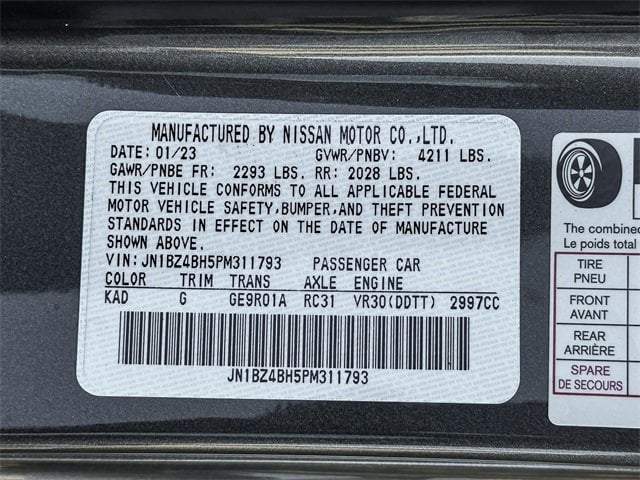 MANUFACTURED BY NISSAN MOTOR CO.,LTD.
DATE: 01/23 GVWR/PNBV: 4211 LBS.
GAWR/PNBE FR: 2293 LBS. RR: 2028 LBS.
THIS VEHICLE CONFORMS TO ALL APPLICABLE FEDERAL
MOTOR VEHICLE SAFETY,BUMPER,AND THEFT PREVENTION
STANDARDS IN EFFECT ON THE DATE OF MANUFACTURE
SHOWN ABOVE.
VIN: JN1BZ4BH5PM311793 PASSENGER CAR
COLOR TRIM TRANS AXLE ENGINE
KAD G GE9R01A RC31 VR30(DDTT) 2997CC
JN1BZ4BH5PM311793
The combined
Le poids total
TIRE
PNEU
FRONT
AVANT
REAR
ARRIÈRE
SPARE
DE SECOURS